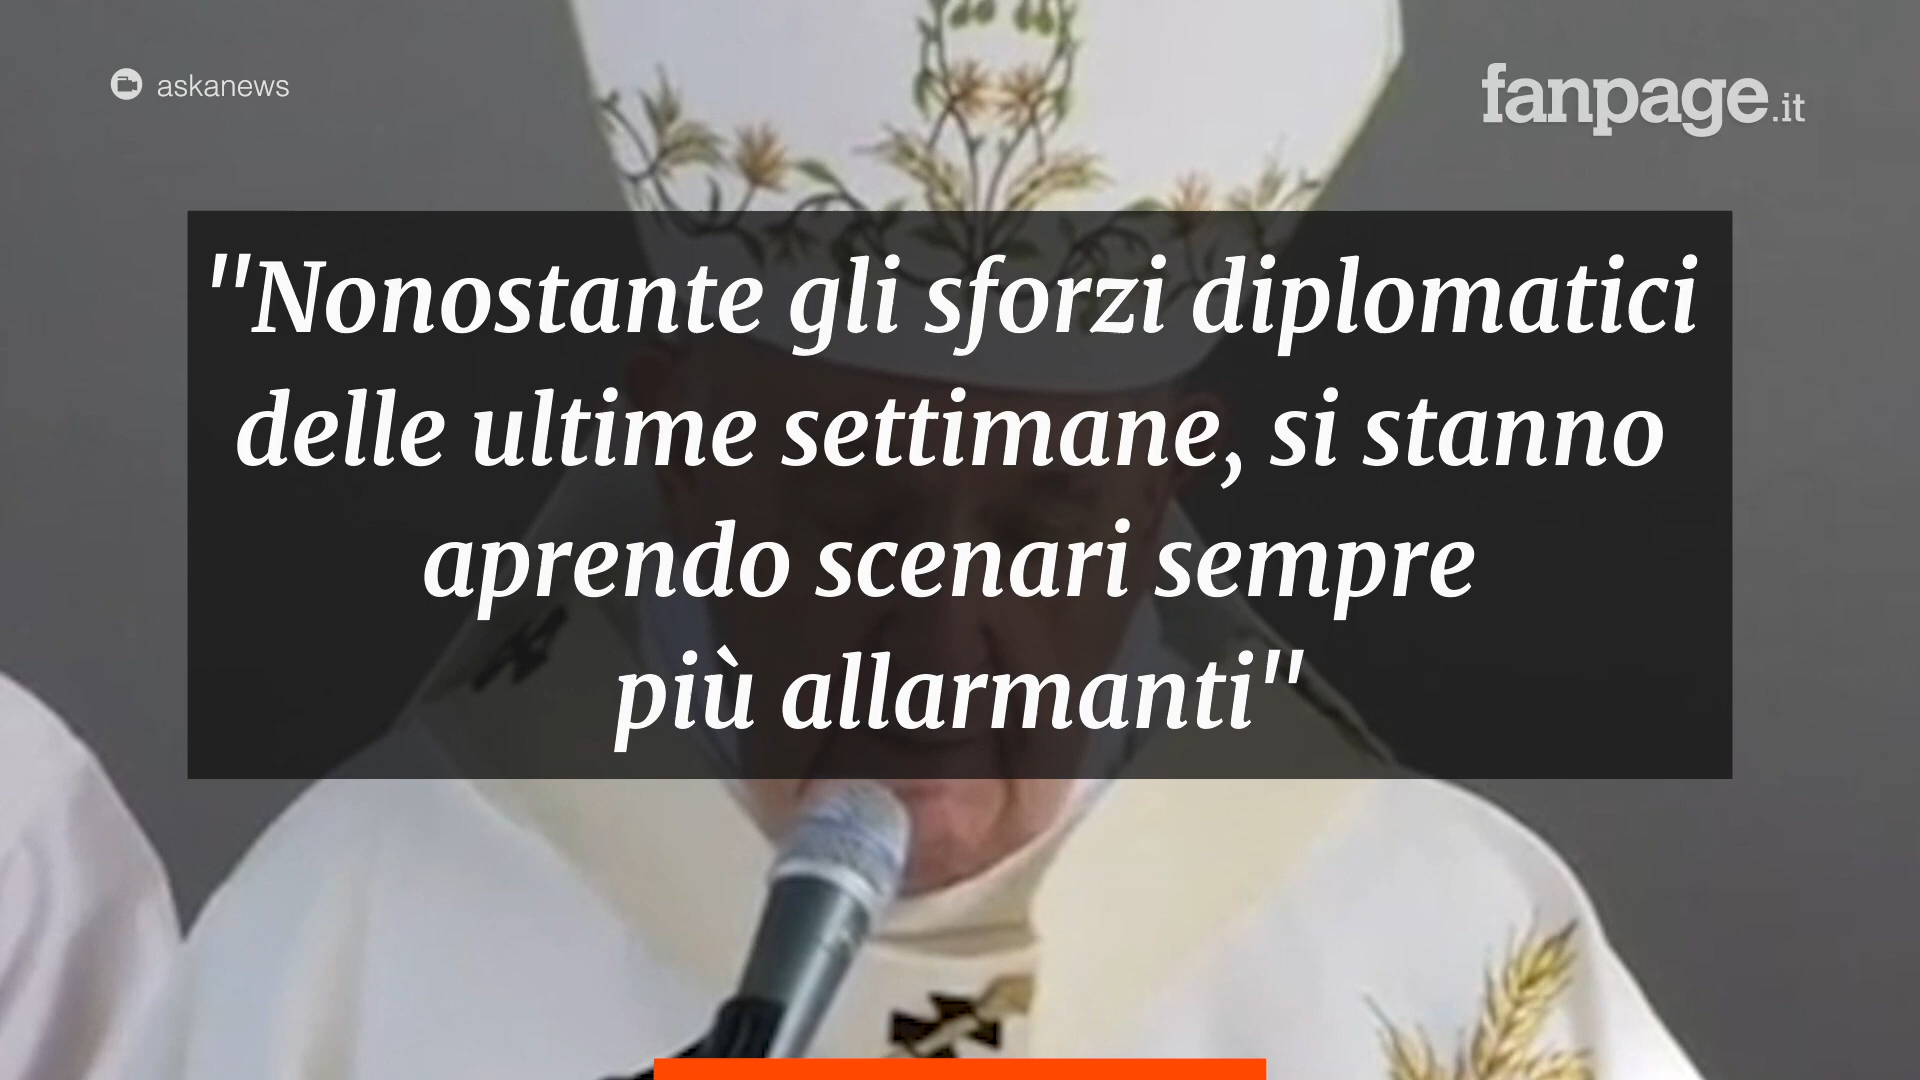 askanews
fanpage.it
"Nonostante gli sforzi diplomatici
delle ultime settimane, si stanno
aprendo scenari sempre
più allarmanti"